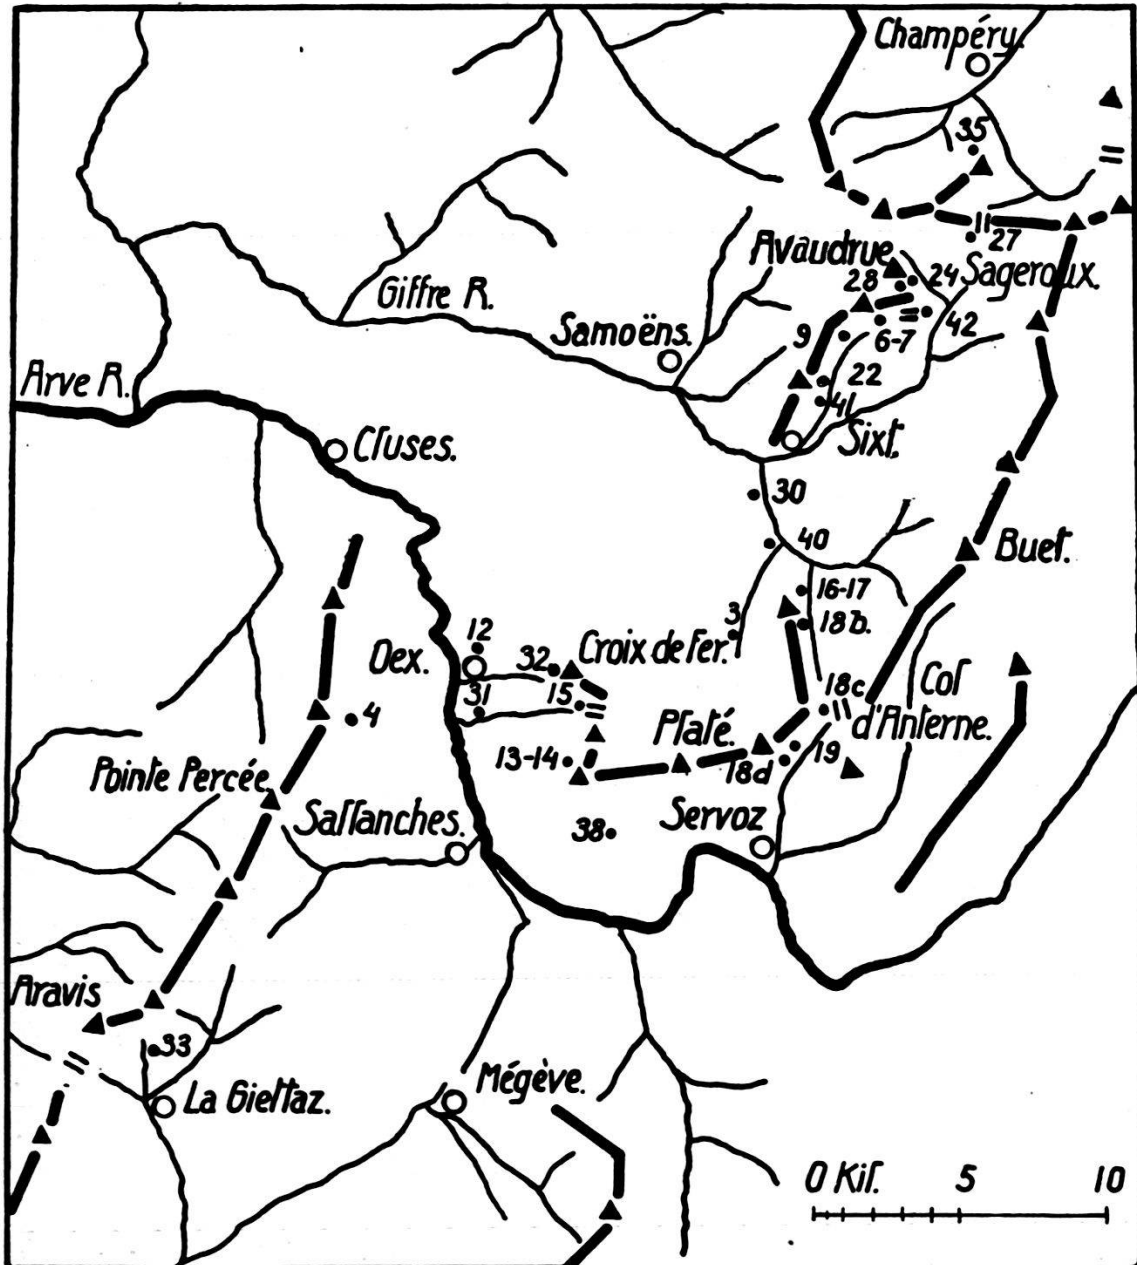 Champéry.
35
11
27
Avaudrue
28
24
Sageroux.
Giffre R.
42
Samoëns.
9
6-7
22
Arve R.
41
Sixt.
Cluses.
30
40
Buet.
16-17
3
18b.
12
Croix de Fer.
Oex.
32
18c
Col
d'Anterne.
31
15
4
Platé.
13-14
18d
19
Pointe Percée
Sallanches.
38
Servoz
Aravis
33
Mégève.
La Giettaz.
0 Kil. 5 10